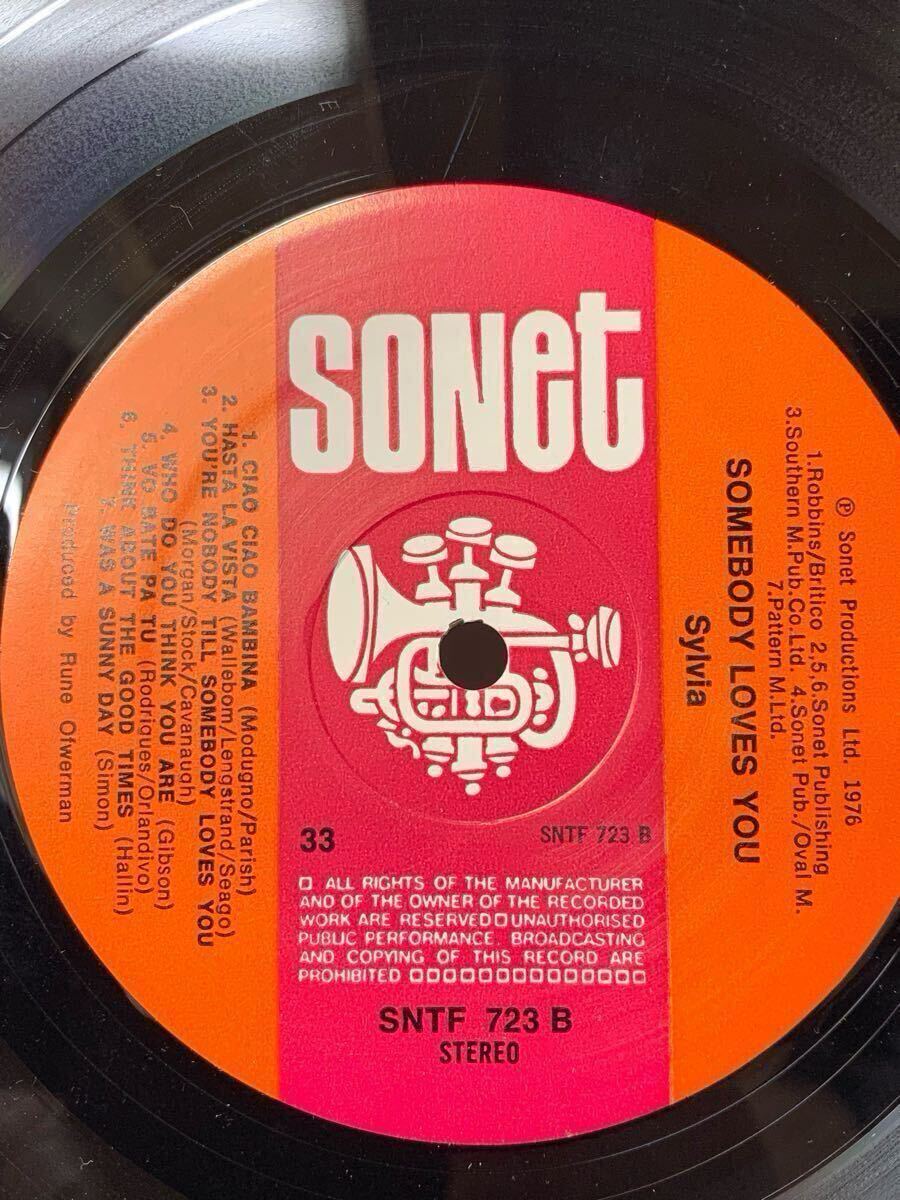 SONet
℗ Sonet Productions Ltd. 1976
1.Robbins/Britico 2,5,6.Sonet Publishing
3.Southern M.Pub.Co.Ltd. 4.Sonet Pub./Oval M.
7.Pattern M.Ltd.
SOMEBODY LOVES YOU
Sylvia
33
SNTF 723 B
1. CIAO CIAO BAMBINA (Modugno/Parish)
2. HASTA LA VISTA (Wallebom/Lengstrand/Seago)
3. YOU'RE NOBODY TILL SOMEBODY LOVES YOU
(Morgan/Stock/Cavanaugh)
4. WHO DO YOU THINK YOU ARE (Gibson)
5. VO BATE PA TU (Rodriques/Orlandivo)
6. THINK ABOUT THE GOOD TIMES (Hallin)
7. WAS A SUNNY DAY (Simon)
Produced by Rune Ofwerman
ALL RIGHTS OF THE MANUFACTURER
AND OF THE OWNER OF THE RECORDED
WORK ARE RESERVED UNAUTHORISED
PUBLIC PERFORMANCE, BROADCASTING
AND COPYING OF THIS RECORD ARE
PROHIBITED
SNTF 723 B
STEREO
E